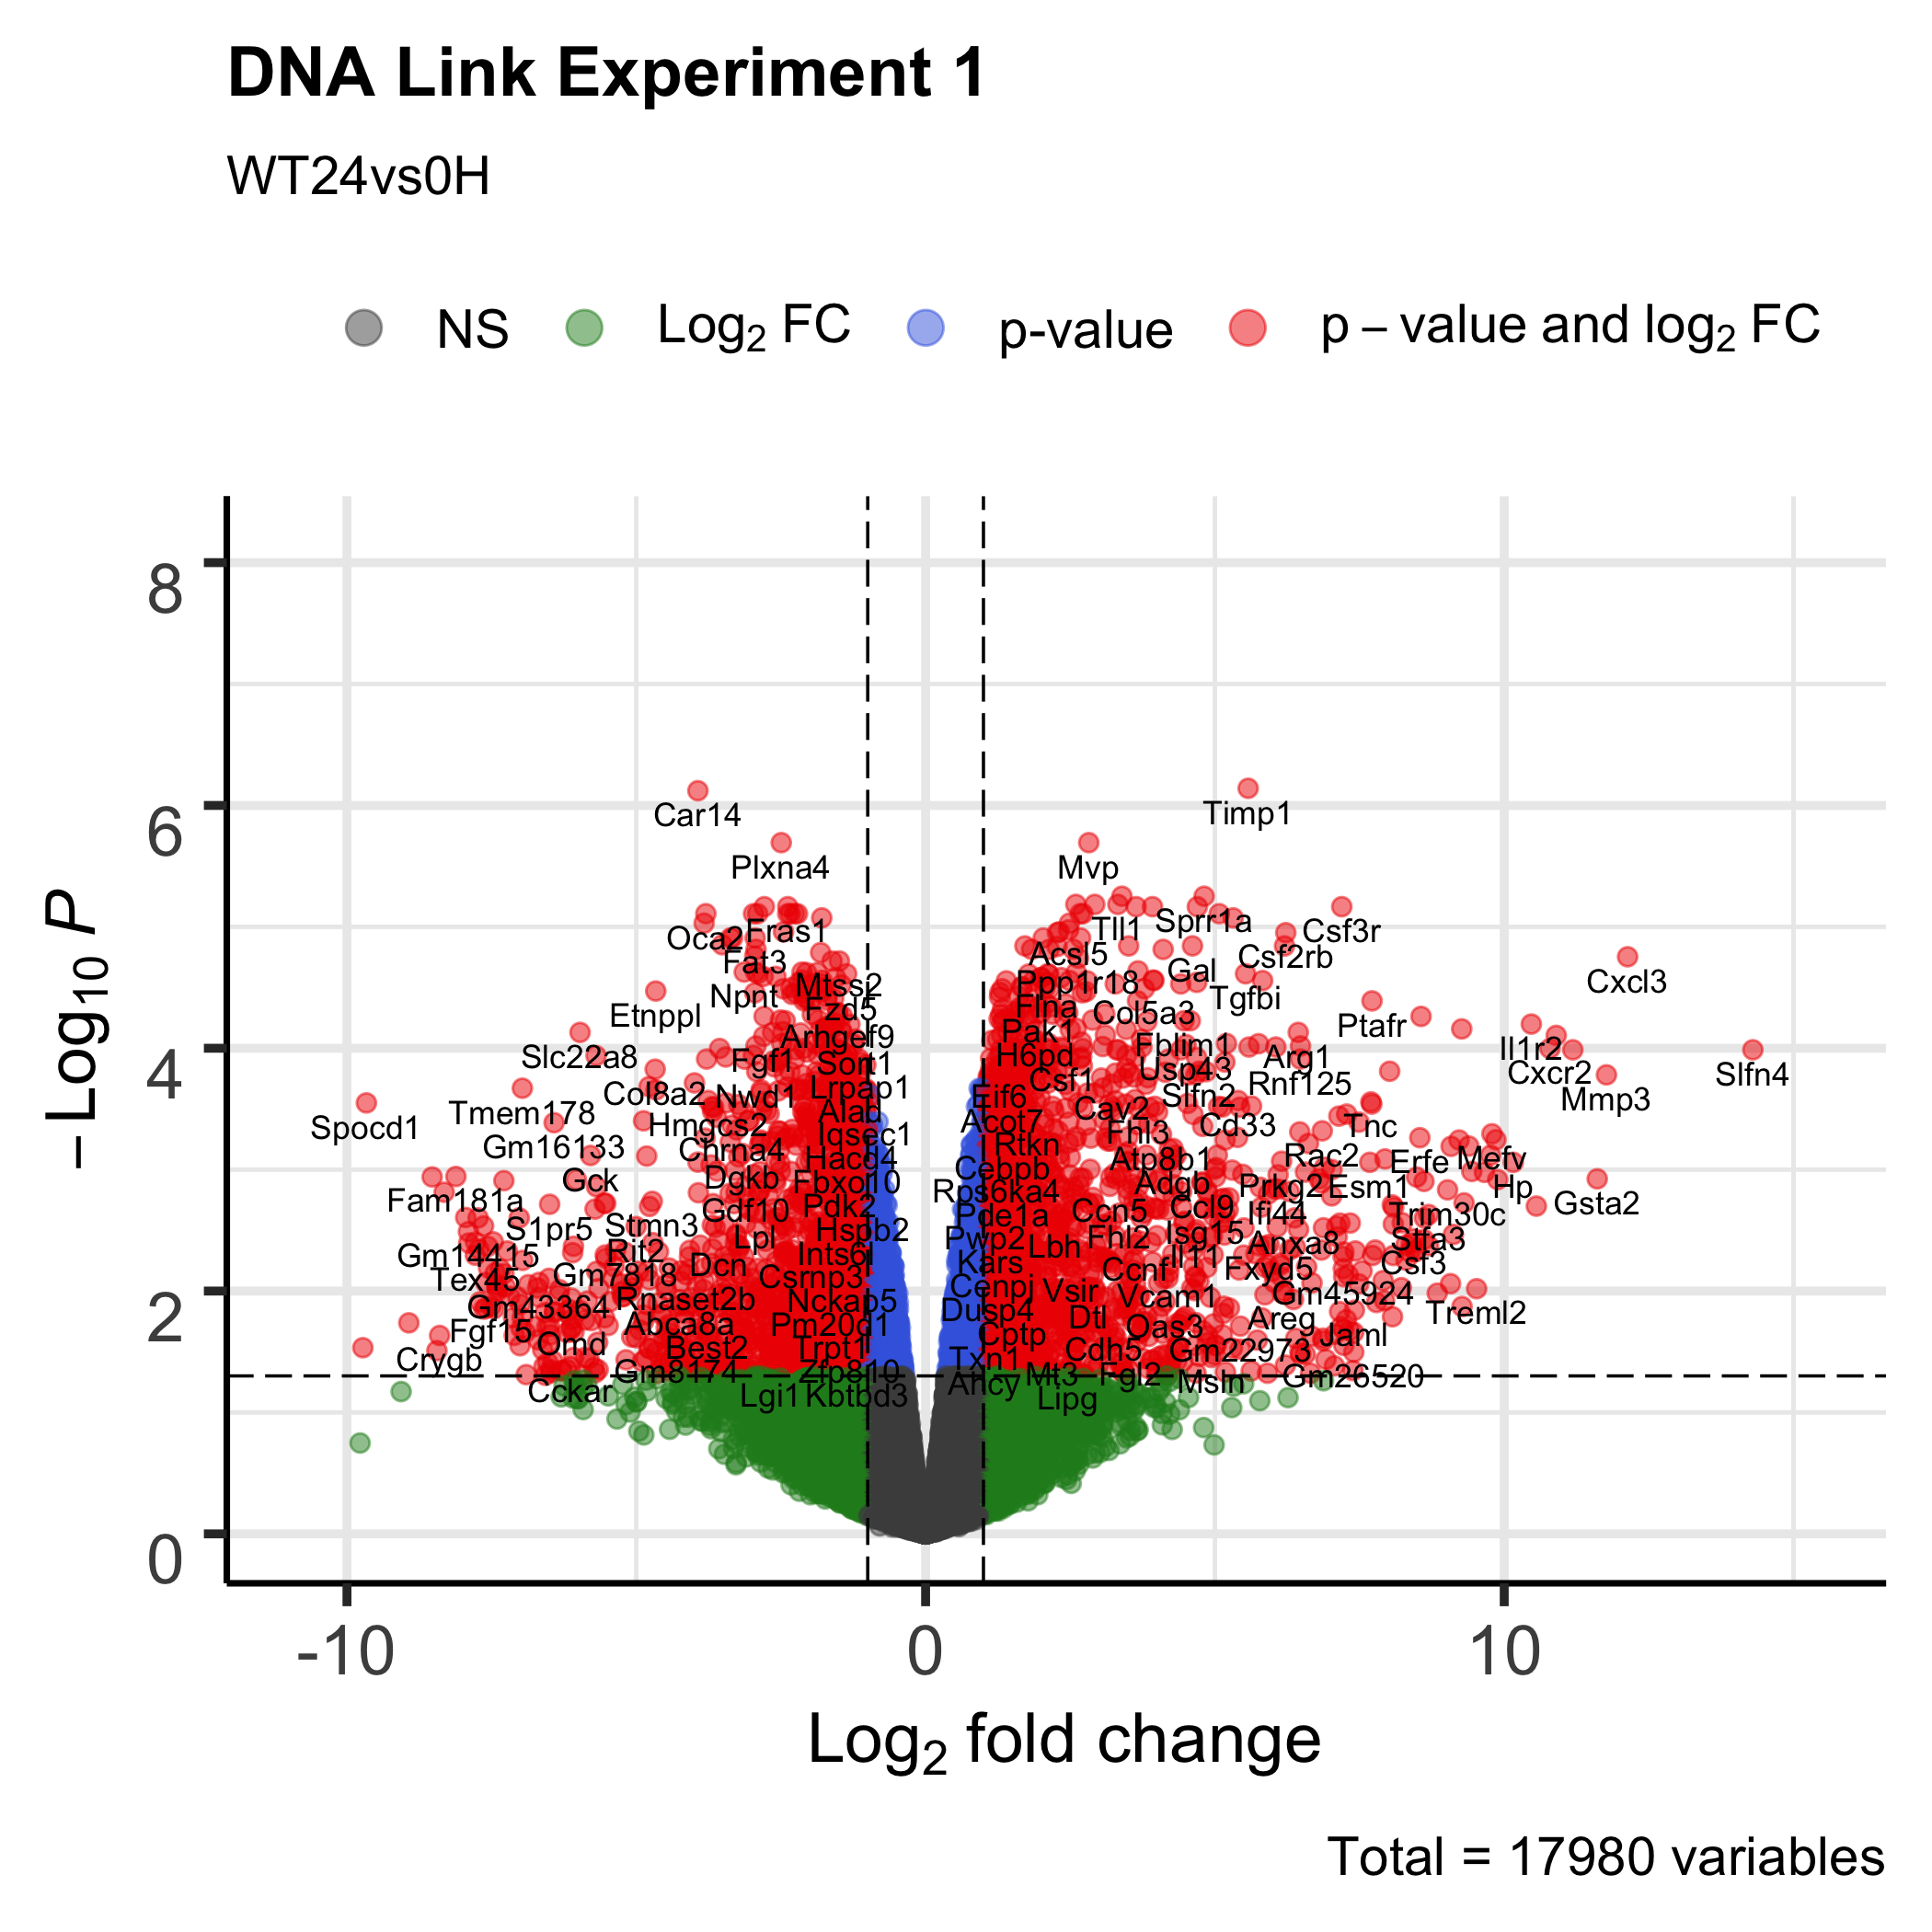 DNA Link Experiment 1
WT24vs0H
NS Log2 FC p-value p – value and log2 FC
8
6
4
2
0
– Log10 P
Car14 Timp1
Plxna4 Mvp
Oca2 Fras1 Tll1 Sprr1a Csf3r
Fat3 Acsl5 Csf2rb
Npnt Mtss2 Ppp1r18 Gal Tgfbi Cxcl3
Etnppl Fzd5 Flna Col5a3 Ptafr
Arhgef9 Pak1
Slc22a8 Fgf1 Sort1 H6pd Fblim1 Arg1 Il1r2
Lrpap1 Csf1 Usp43 Rnf125 Cxcr2 Slfn4
Col8a2 Nwd1 Alad Eif6 Cav2 Slfn2 Mmp3
Spocd1 Tmem178 Hmgcs2 Iqsec1 Acot7 Fhl3 Cd33 Tnc
Gm16133 Chrna4 Hacd4 Rtkn Atp8b1 Rac2 Erfe Mefv
Gck Dgkb Fbxo10 Cebpb Adgb Prkg2 Esm1 Hp
Fam181a Gdf10 Pdk2 Rps6ka4 Ccn5 Ccl9 Ifi44 Trim30c Gsta2
S1pr5 Stmn3 Lpl Hspb2 Pde1a Fhl2 Isg15 Anxa8 Stfa3
Gm14415 Rit2 Dcn Ints6l Pwp2 Lbh Il11 Fxyd5 Csf3
Tex45 Gm7818 Csrnp3 Kars Ccnf
Gm43364 Rnaset2b Nckap5 Cenpj Vsir Vcam1 Gm45924
Fgf15 Abca8a Pm20d1 Dusp4 Dtl Oas3 Areg Treml2
Crygb Omd Best2 Lrpt1 Cptp Cdh5 Gm22973 Jaml
Gm8174 Zfp810 Txn1 Mt3 Fgl2 Msln Gm26520
Cckar Lgi1 Kbtbd3 Ahcy Lipg
-10 0 10
Log2 fold change
Total = 17980 variables